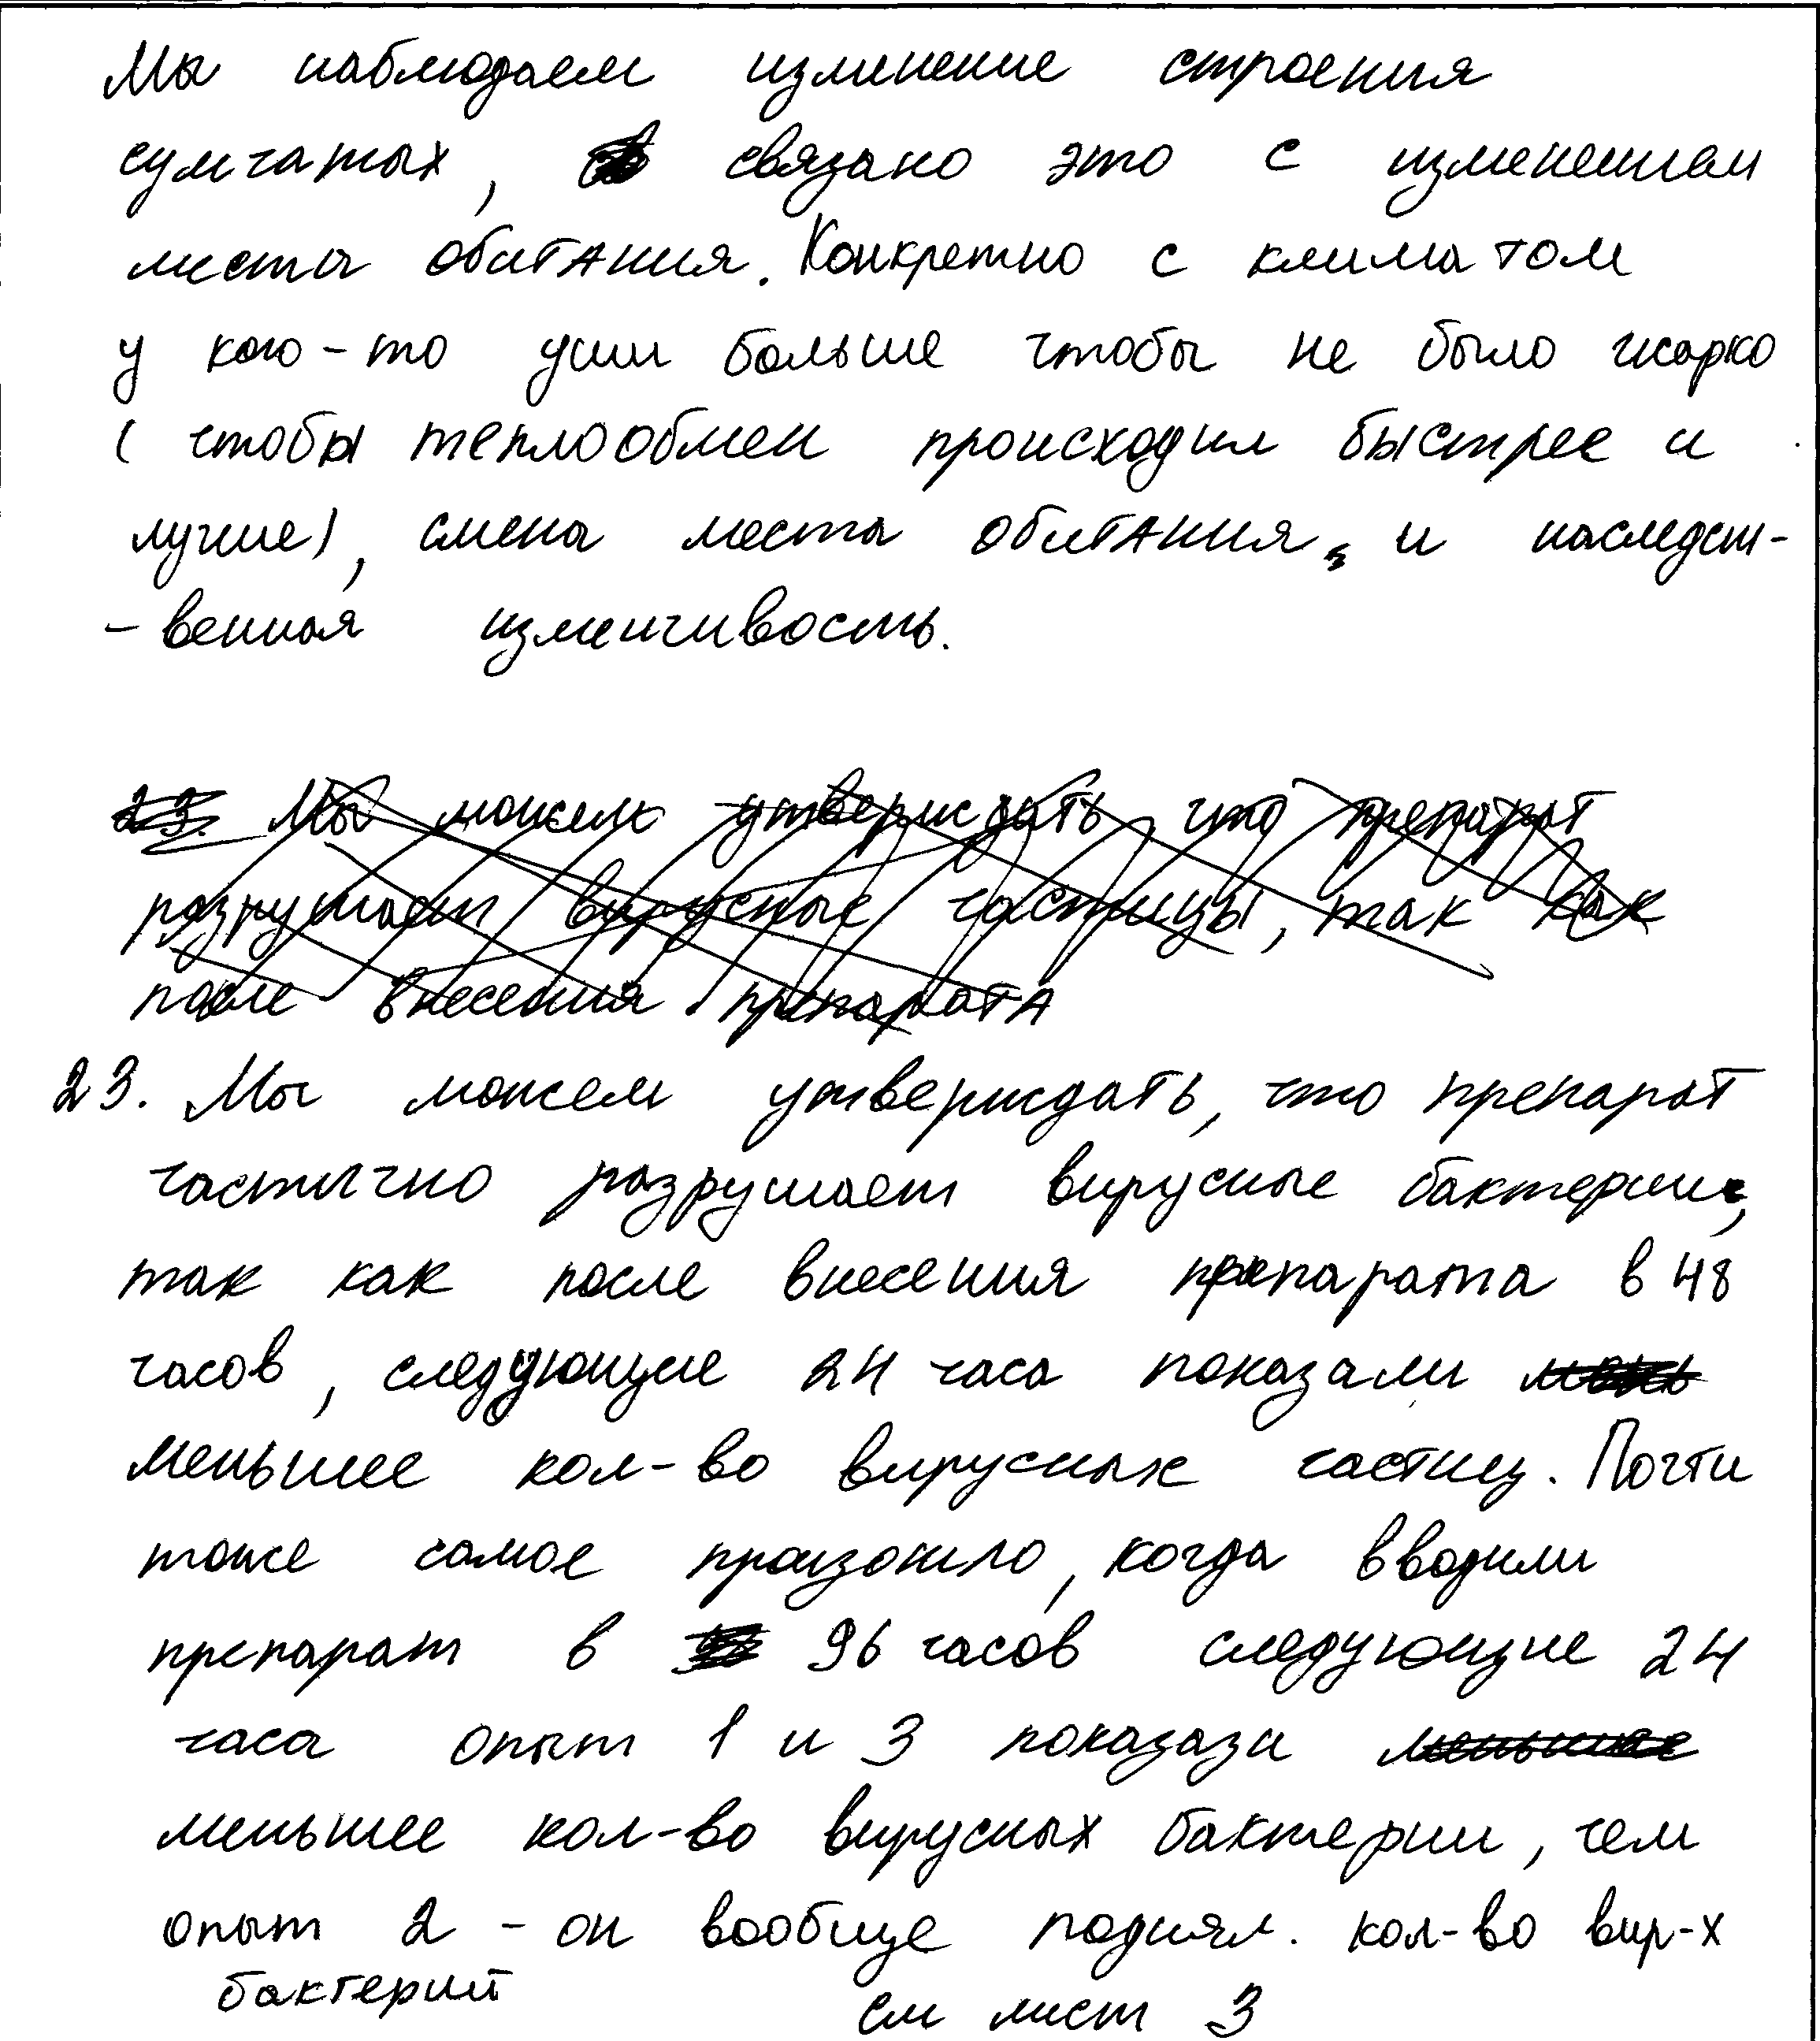 Мы наблюдаем изменение строения
сумчатых, связано это с изменением
места обитания. Конкретно с климатом
у кого-то уши больше чтобы не было жарко
( чтобы теплообмен происходил быстрее и
лучше), смена места обитания, и наследст-
-венная изменчивость.
23. Мы можем утверждать что препарат
разрушает вирусные частицы, так как
после внесения препарата
23. Мы можем утверждать, что препарат
частично разрушает вирусные бактерии,
так как после внесения препарата в 48
часов, следующие 24 часа показали
меньшее кол-во вирусных частиц. Почти
тоже самое произошло, когда вводили
препарат в 96 часов следующие 24
часа опыт 1 и 3 показази меньшее
меньшее кол-во вирусных бактерии, чем
опыт 2 - он вообще поднял. кол-во вир-х
бактерий
см лист 3